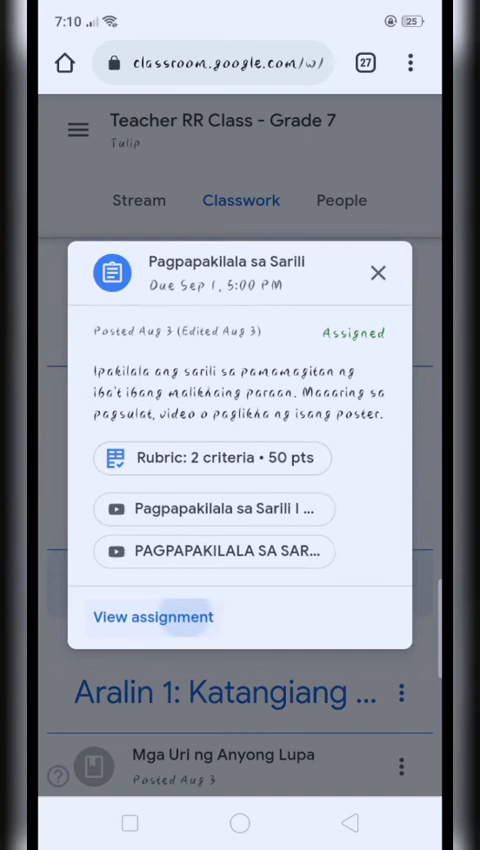 7:10
25
classroom.google.com/w/
27
Teacher RR Class - Grade 7
Tulip
Stream Classwork People
Pagpapakilala sa Sarili
Due Sep 1, 5:00 PM
Posted Aug 3 (Edited Aug 3) Assigned
Ipakilala ang sarili sa pamamagitan ng
iba't ibang malikhaing paraan. Maaaring sa
pagsulat, video o paglikha ng isang poster.
Rubric: 2 criteria • 50 pts
Pagpapakilala sa Sarili I ...
PAGPAPAKILALA SA SAR...
View assignment
Aralin 1: Katangiang ...
Mga Uri ng Anyong Lupa
Posted Aug 3